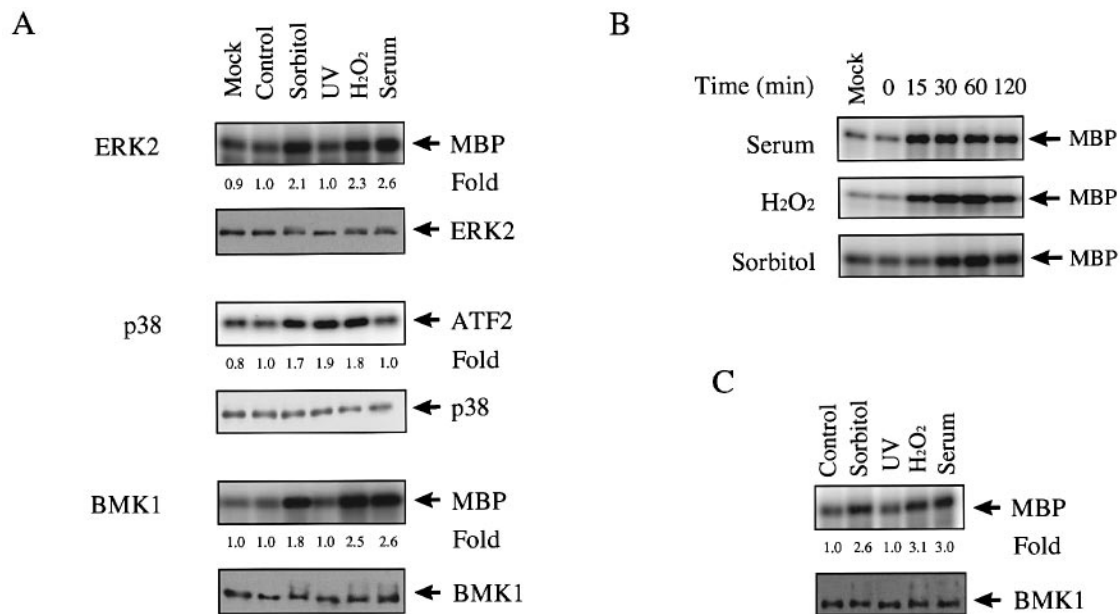 A
Mock Control Sorbitol UV H₂O₂ Serum
ERK2 MBP
0.9 1.0 2.1 1.0 2.3 2.6 Fold
ERK2
p38 ATF2
0.8 1.0 1.7 1.9 1.8 1.0 Fold
p38
BMK1 MBP
1.0 1.0 1.8 1.0 2.5 2.6 Fold
BMK1
B
Time (min) Mock 0 15 30 60 120
Serum MBP
H₂O₂ MBP
Sorbitol MBP
C
Control Sorbitol UV H₂O₂ Serum
MBP
1.0 2.6 1.0 3.1 3.0 Fold
BMK1